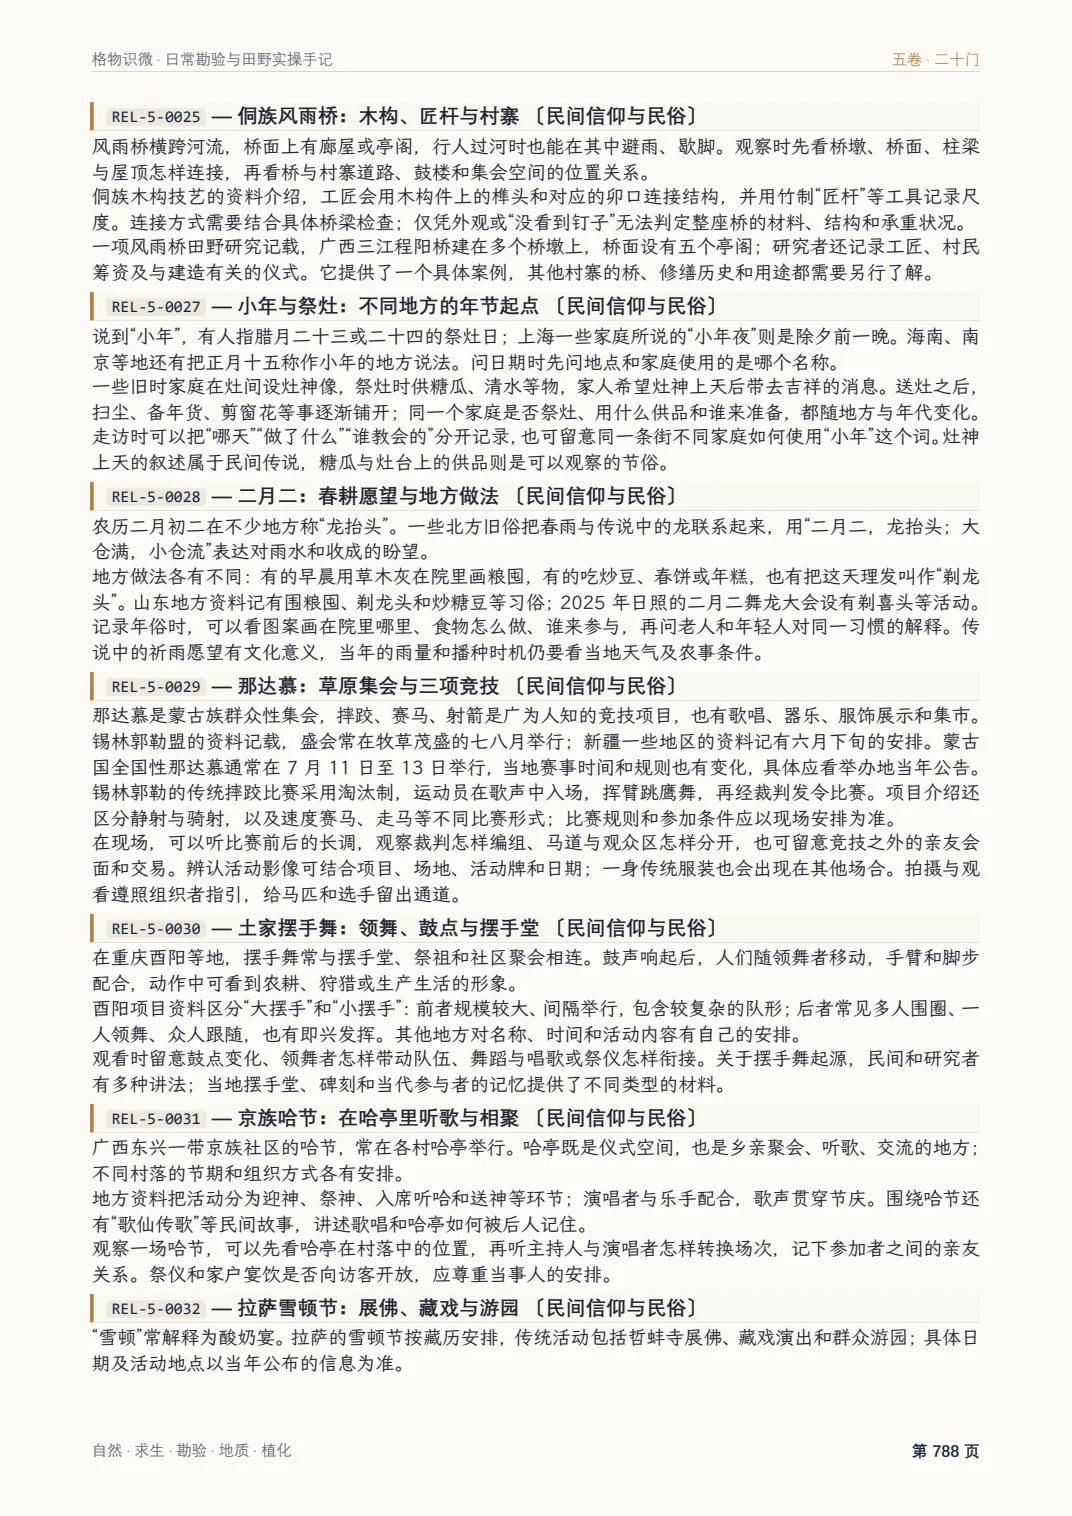 格物识微 · 日常勘验与田野实操手记
五卷 · 二十门
REL-5-0025 — 侗族风雨桥：木构、匠杆与村寨 〔民间信仰与民俗〕
风雨桥横跨河流，桥面上有廊屋或亭阁，行人过河时也能在其中避雨、歇脚。观察时先看桥墩、桥面、柱梁
与屋顶怎样连接，再看桥与村寨道路、鼓楼和集会空间的位置关系。
侗族木构技艺的资料介绍，工匠会用木构件上的榫头和对应的卯口连接结构，并用竹制“匠杆”等工具记录尺
度。连接方式需要结合具体桥梁检查；仅凭外观或“没看到钉子”无法判定整座桥的材料、结构和承重状况。
一项风雨桥田野研究记载，广西三江程阳桥建在多个桥墩上，桥面设有五个亭阁；研究者还记录工匠、村民
筹资及与建造有关的仪式。它提供了一个具体案例，其他村寨的桥、修缮历史和用途都需要另行了解。
REL-5-0027 — 小年与祭灶：不同地方的年节起点 〔民间信仰与民俗〕
说到“小年”，有人指腊月二十三或二十四的祭灶日；上海一些家庭所说的“小年夜”则是除夕前一晚。海南、南
京等地还有把正月十五称作小年的地方说法。问日期时先问地点和家庭使用的是哪个名称。
一些旧时家庭在灶间设灶神像，祭灶时供糖瓜、清水等物，家人希望灶神上天后带去吉祥的消息。送灶之后，
扫尘、备年货、剪窗花等事逐渐铺开；同一个家庭是否祭灶、用什么供品和谁来准备，都随地方与年代变化。
走访时可以把“哪天”“做了什么”“谁教会的”分开记录，也可留意同一条街不同家庭如何使用“小年”这个词。灶神
上天的叙述属于民间传说，糖瓜与灶台上的供品则是可以观察的节俗。
REL-5-0028 — 二月二：春耕愿望与地方做法 〔民间信仰与民俗〕
农历二月初二在不少地方称“龙抬头”。一些北方旧俗把春雨与传说中的龙联系起来，用“二月二，龙抬头；大
仓满，小仓流”表达对雨水和收成的盼望。
地方做法各有不同：有的早晨用草木灰在院里画粮囤，有的吃炒豆、春饼或年糕，也有把这天理发叫作“剃龙
头”。山东地方资料记有围粮囤、剃龙头和炒糖豆等习俗；2025 年日照的二月二舞龙大会设有剃喜头等活动。
记录年俗时，可以看图案画在院里哪里、食物怎么做、谁来参与，再问老人和年轻人对同一习惯的解释。传
说中的祈雨愿望有文化意义，当年的雨量和播种时机仍要看当地天气及农事条件。
REL-5-0029 — 那达慕：草原集会与三项竞技 〔民间信仰与民俗〕
那达慕是蒙古族群众性集会，摔跤、赛马、射箭是广为人知的竞技项目，也有歌唱、器乐、服饰展示和集市。
锡林郭勒盟的资料记载，盛会常在牧草茂盛的七八月举行；新疆一些地区的资料记有六月下旬的安排。蒙古
国全国性那达慕通常在 7 月 11 日至 13 日举行，当地赛事时间和规则也有变化，具体应看举办地当年公告。
锡林郭勒的传统摔跤比赛采用淘汰制，运动员在歌声中入场，挥臂跳鹰舞，再经裁判发令比赛。项目介绍还
区分静射与骑射，以及速度赛马、走马等不同比赛形式；比赛规则和参加条件应以现场安排为准。
在现场，可以听比赛前后的长调，观察裁判怎样编组、马道与观众区怎样分开，也可留意竞技之外的亲友会
面和交易。辨认活动影像可结合项目、场地、活动牌和日期；一身传统服装也会出现在其他场合。拍摄与观
看遵照组织者指引，给马匹和选手留出通道。
REL-5-0030 — 土家摆手舞：领舞、鼓点与摆手堂 〔民间信仰与民俗〕
在重庆酉阳等地，摆手舞常与摆手堂、祭祖和社区聚会相连。鼓声响起后，人们随领舞者移动，手臂和脚步
配合，动作中可看到农耕、狩猎或生产生活的形象。
酉阳项目资料区分“大摆手”和“小摆手”：前者规模较大、间隔举行，包含较复杂的队形；后者常见多人围圈、一
人领舞、众人跟随，也有即兴发挥。其他地方对名称、时间和活动内容有自己的安排。
观看时留意鼓点变化、领舞者怎样带动队伍、舞蹈与唱歌或祭仪怎样衔接。关于摆手舞起源，民间和研究者
有多种讲法；当地摆手堂、碑刻和当代参与者的记忆提供了不同类型的材料。
REL-5-0031 — 京族哈节：在哈亭里听歌与相聚 〔民间信仰与民俗〕
广西东兴一带京族社区的哈节，常在各村哈亭举行。哈亭既是仪式空间，也是乡亲聚会、听歌、交流的地方；
不同村落的节期和组织方式各有安排。
地方资料把活动分为迎神、祭神、入席听哈和送神等环节；演唱者与乐手配合，歌声贯穿节庆。围绕哈节还
有“歌仙传歌”等民间故事，讲述歌唱和哈亭如何被后人记住。
观察一场哈节，可以先看哈亭在村落中的位置，再听主持人与演唱者怎样转换场次，记下参加者之间的亲友
关系。祭仪和家户宴饮是否向访客开放，应尊重当事人的安排。
REL-5-0032 — 拉萨雪顿节：展佛、藏戏与游园 〔民间信仰与民俗〕
“雪顿”常解释为酸奶宴。拉萨的雪顿节按藏历安排，传统活动包括哲蚌寺展佛、藏戏演出和群众游园；具体日
期及活动地点以当年公布的信息为准。
自然 · 求生 · 勘验 · 地质 · 植化
第 788 页